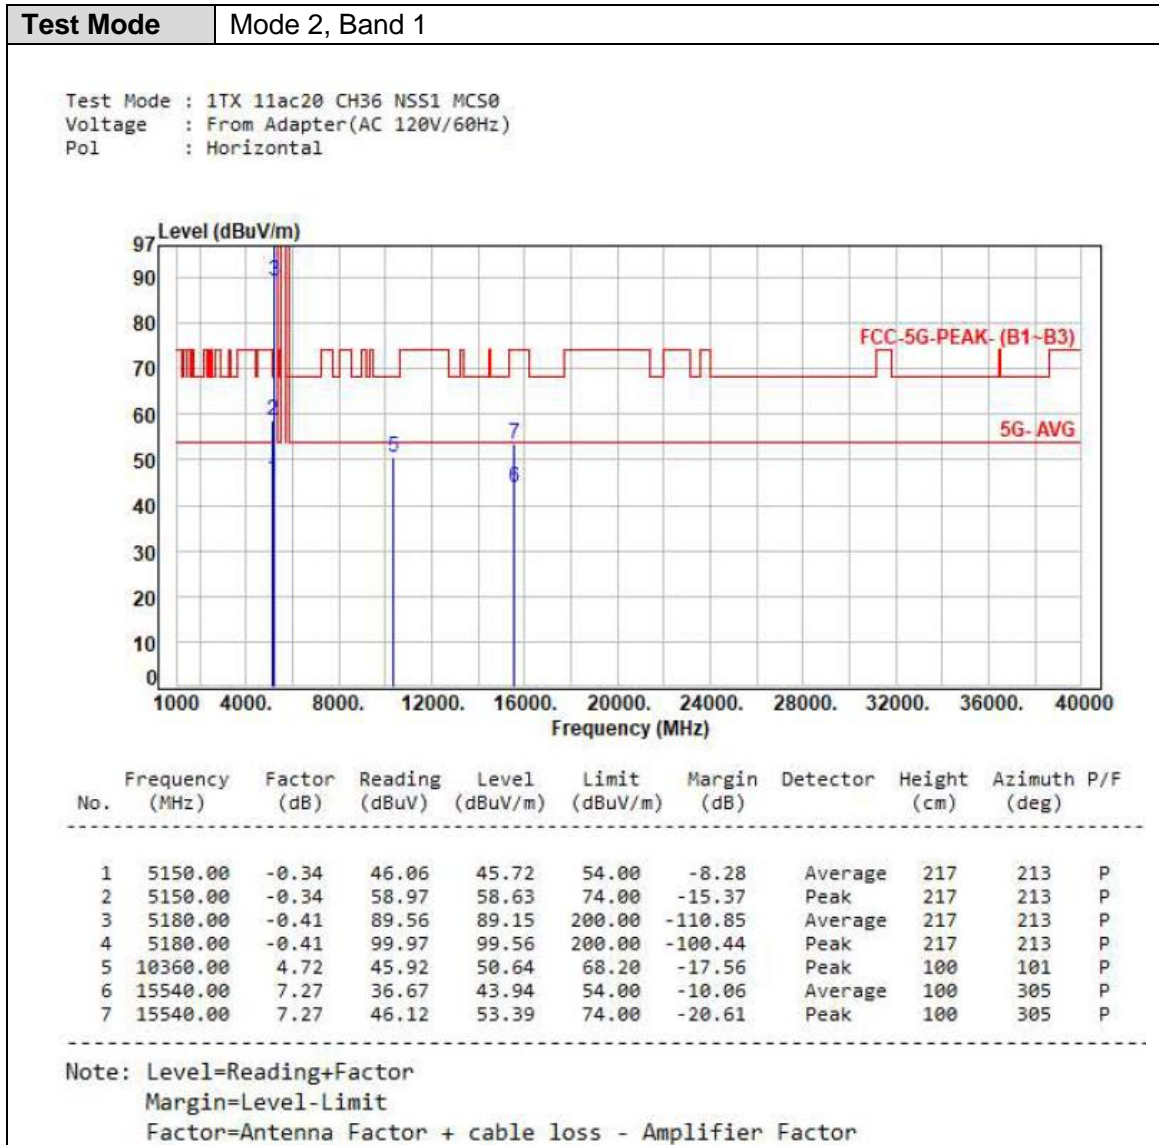 Test Mode Mode 2, Band 1
Test Mode : 1TX 11ac20 CH36 NSS1 MCS0
Voltage : From Adapter(AC 120V/60Hz)
Pol : Horizontal
Level (dBuV/m)
97
90
80
70
60
50
40
30
20
10
0
3
2
1
5
7
6
FCC-5G-PEAK- (B1~B3)
5G- AVG
1000 4000. 8000. 12000. 16000. 20000. 24000. 28000. 32000. 36000. 40000
Frequency (MHz)
Frequency Factor Reading Level Limit Margin Detector Height Azimuth P/F
No. (MHz) (dB) (dBuV) (dBuV/m) (dBuV/m) (dB) (cm) (deg)
1 5150.00 -0.34 46.06 45.72 54.00 -8.28 Average 217 213 P
2 5150.00 -0.34 58.97 58.63 74.00 -15.37 Peak 217 213 P
3 5180.00 -0.41 89.56 89.15 200.00 -110.85 Average 217 213 P
4 5180.00 -0.41 99.97 99.56 200.00 -100.44 Peak 217 213 P
5 10360.00 4.72 45.92 50.64 68.20 -17.56 Peak 100 101 P
6 15540.00 7.27 36.67 43.94 54.00 -10.06 Average 100 305 P
7 15540.00 7.27 46.12 53.39 74.00 -20.61 Peak 100 305 P
Note: Level=Reading+Factor
Margin=Level-Limit
Factor=Antenna Factor + cable loss - Amplifier Factor